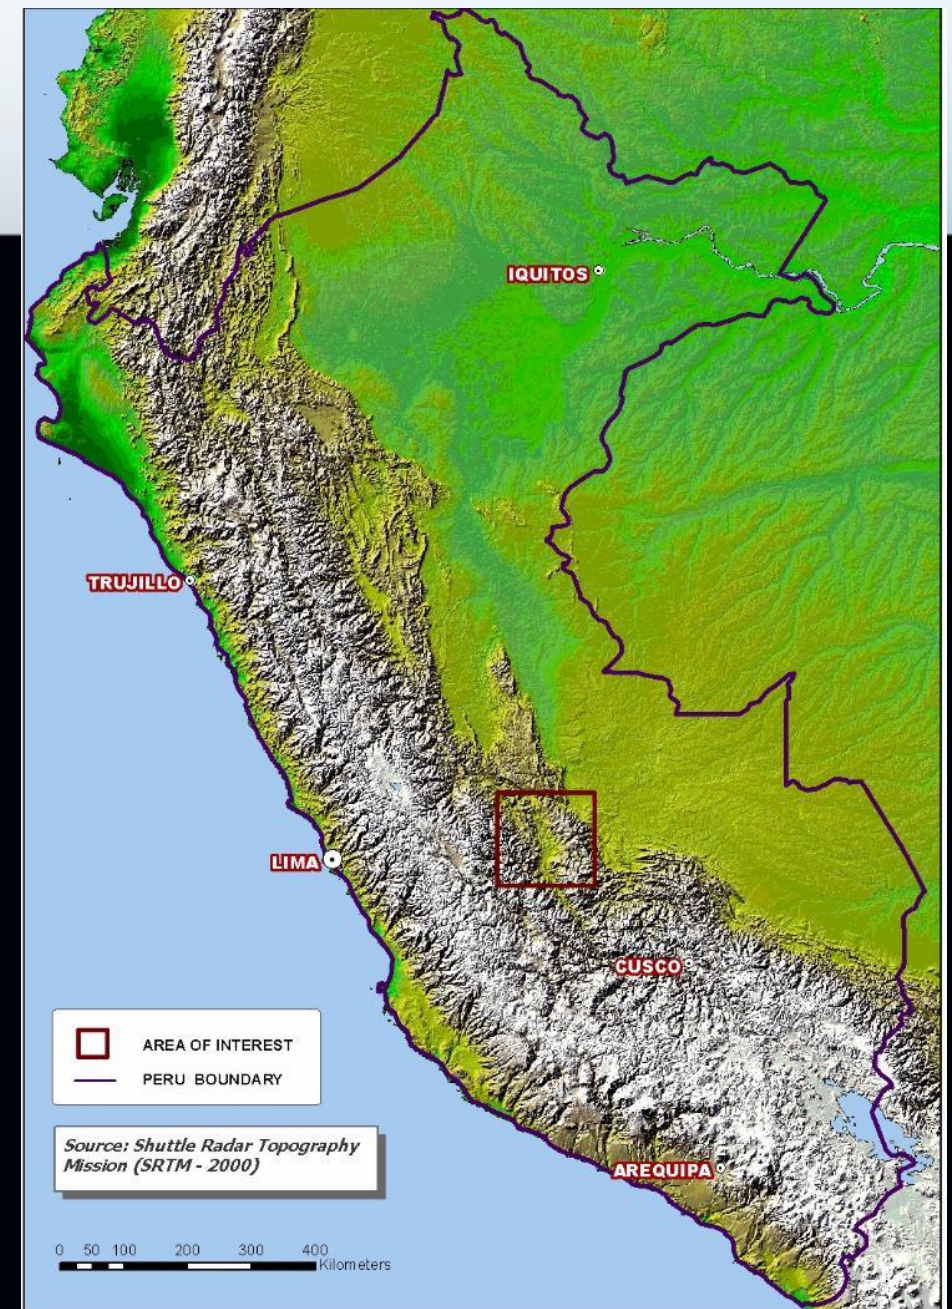 IQUITOS
TRUJILLO
LIMA
CUSCO
AREA OF INTEREST
PERU BOUNDARY
Source: Shuttle Radar Topography
Mission (SRTM - 2000)
AREQUIPA
0 50 100 200 300 400
Kilometers